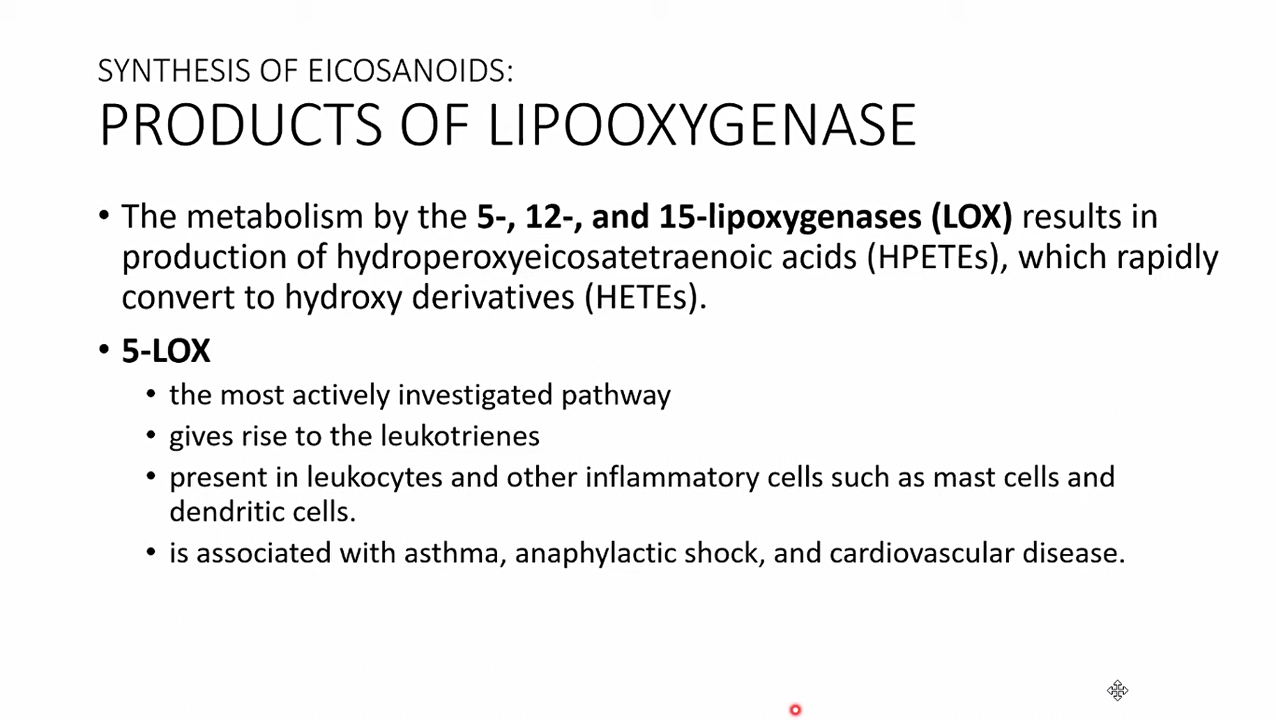 SYNTHESIS OF EICOSANOIDS:
PRODUCTS OF LIPOOXYGENASE
• The metabolism by the 5-, 12-, and 15-lipoxygenases (LOX) results in
production of hydroperoxyeicosatetraenoic acids (HPETEs), which rapidly
convert to hydroxy derivatives (HETEs).
• 5-LOX
• the most actively investigated pathway
• gives rise to the leukotrienes
• present in leukocytes and other inflammatory cells such as mast cells and
dendritic cells.
• is associated with asthma, anaphylactic shock, and cardiovascular disease.